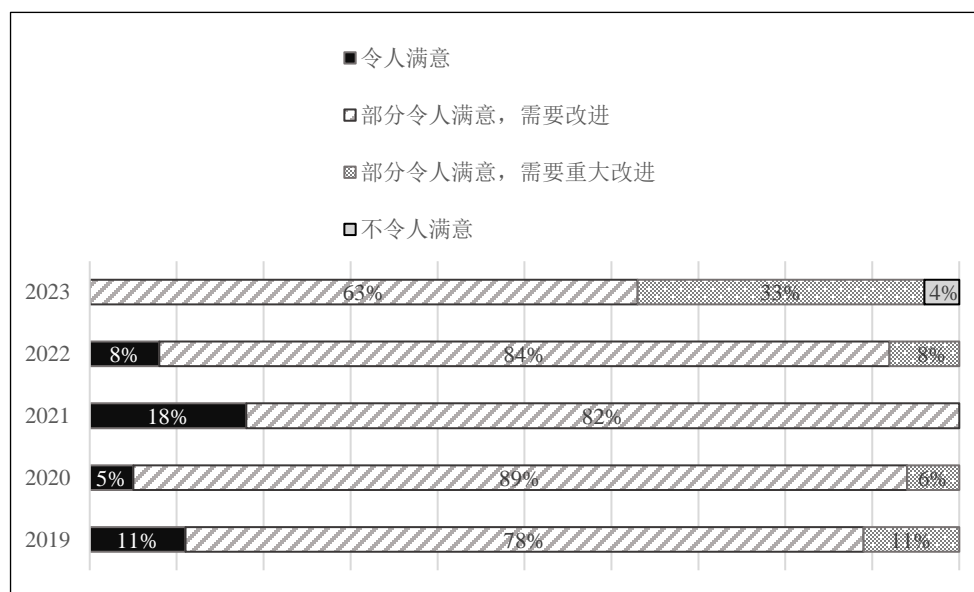 令人满意
部分令人满意，需要改进
部分令人满意，需要重大改进
不令人满意
2023 63% 33% 4%
2022 8% 84% 8%
2021 18% 82%
2020 5% 89% 6%
2019 11% 78% 11%